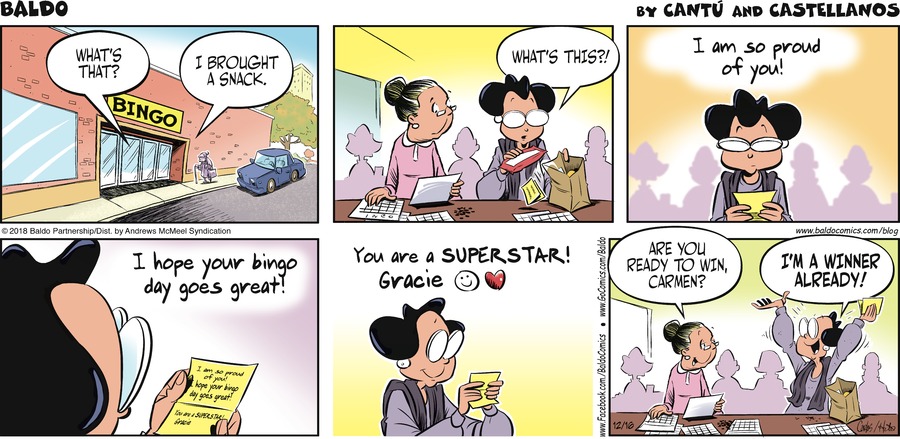 BALDO
BY CANTÚ AND CASTELLANOS
WHAT'S
THAT?
I BROUGHT
A SNACK.
BINGO
WHAT'S THIS?!
I am so proud
of you!
© 2018 Baldo Partnership/Dist. by Andrews McMeel Syndication
www.baldocomics.com/blog
I hope your bingo
day goes great!
I am so proud
of you!
I hope your bingo
day goes great!
You are a SUPERSTAR!
Gracie
You are a SUPERSTAR!
Gracie
www.Facebook.com/BaldoComics • www.GoComics.com/Baldo
ARE YOU
READY TO WIN,
CARMEN?
I'M A WINNER
ALREADY!
12/16